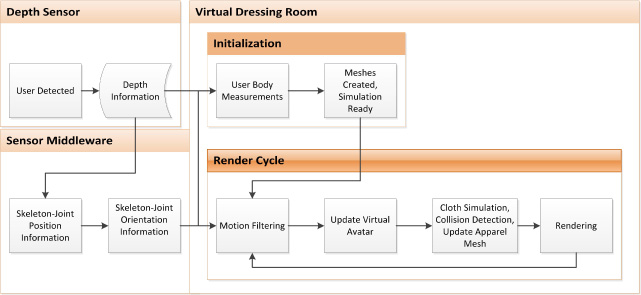 Depth Sensor
Virtual Dressing Room
Initialization
User Detected
Depth
Information
User Body
Measurements
Meshes
Created,
Simulation
Ready
Sensor Middleware
Render Cycle
Skeleton-Joint
Position
Information
Skeleton-Joint
Orientation
Information
Motion Filtering
Update Virtual
Avatar
Cloth Simulation,
Collision Detection,
Update Apparel
Mesh
Rendering